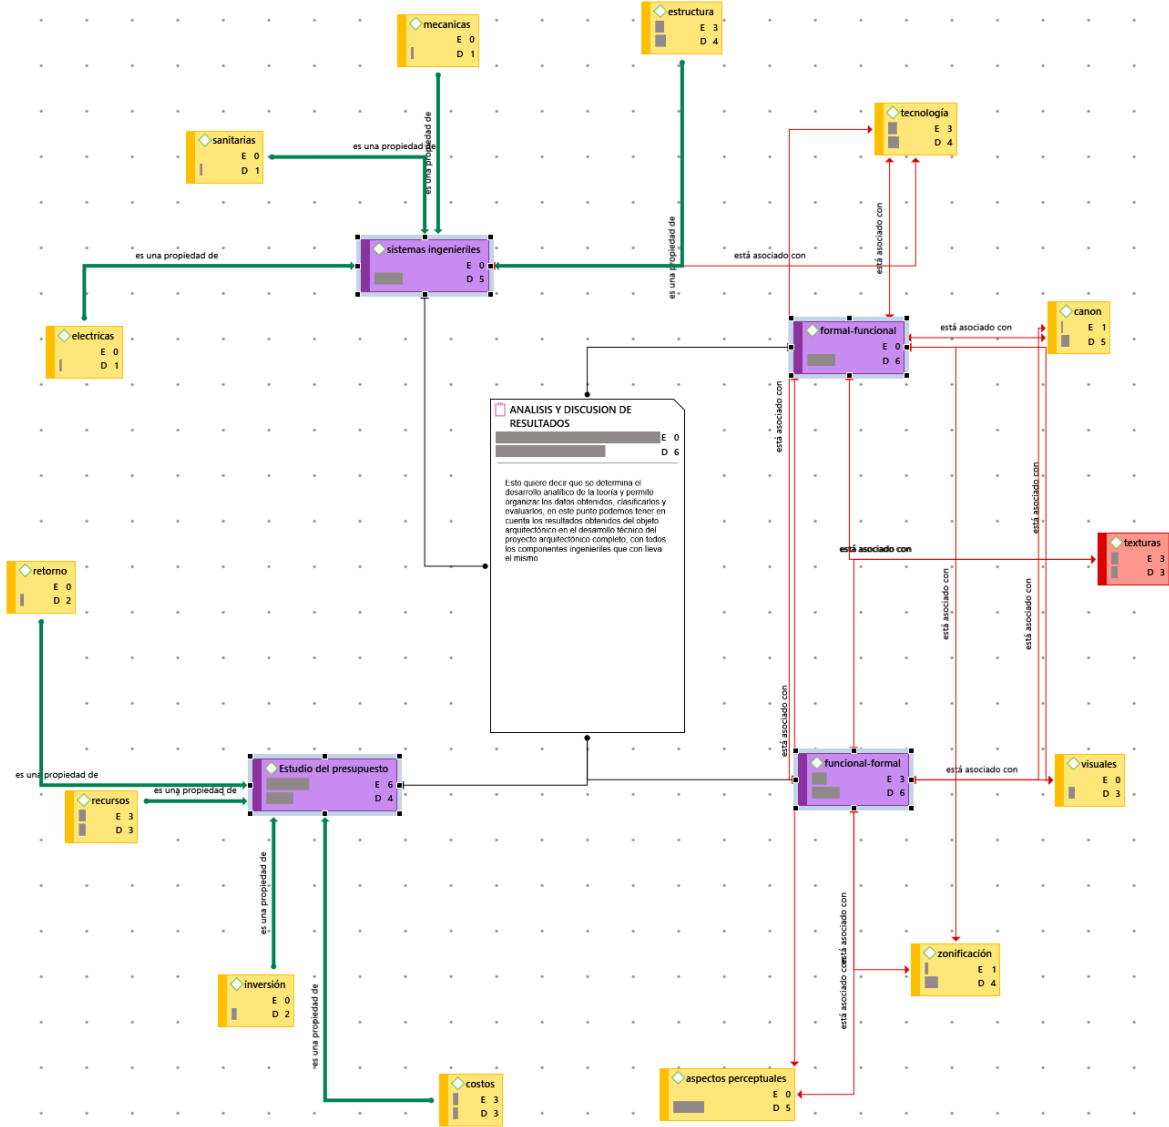 mecanicas
E 0
D 1
estructura
E 3
D 4
tecnología
E 3
D 4
sanitarias
E 0
D 1
es una propiedad de
es una propiedad de
es una propiedad de
está asociado con
está asociado con
sistemas ingenieriles
E 0
D 5
es una propiedad de
electricas
E 0
D 1
formal-funcional
E 0
D 6
está asociado con
canon
E 1
D 5
está asociado con
ANALISIS Y DISCUSION DE
RESULTADOS
E 0
D 6
Esto quiere decir que se determina el
desarrollo analítico de la teoría y permito
organizar los datos obtenidos, clasificarlos y
evaluarlos, en este punto podemos tener en
cuenta los resultados obtenidos del objeto
arquitectónico en el desarrollo técnico del
proyecto arquitectónico completo, con todos
los componentes ingenieriles que con lleva
el mismo
está asociado con
está asociado con
texturas
E 3
D 3
está asociado con
está asociado con
retorno
E 0
D 2
está asociado con
es una propiedad de
Estudio del presupuesto
E 6
D 4
funcional-formal
E 3
D 6
está asociado con
visuales
E 0
D 3
recursos
E 3
D 3
es una propiedad de
es una propiedad de
está asociado con
está asociado con
zonificación
E 1
D 4
inversión
E 0
D 2
es una propiedad de
costos
E 3
D 3
aspectos perceptuales
E 0
D 5